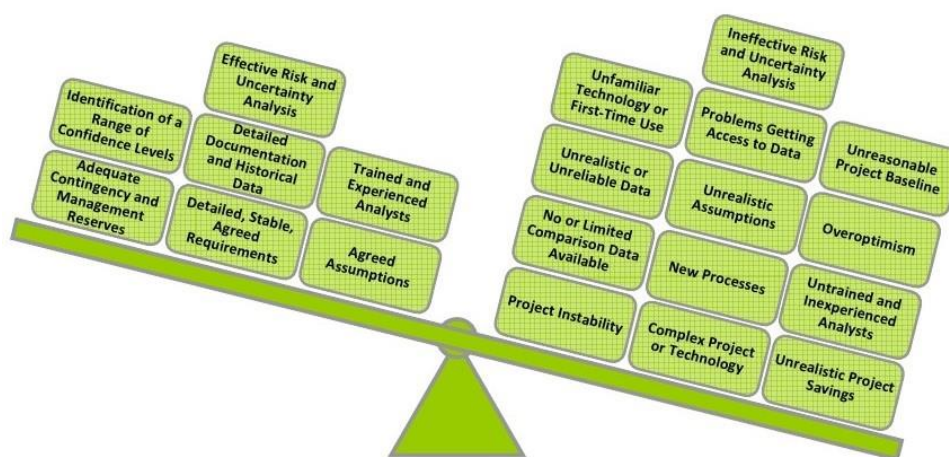 Effective Risk and
Uncertainty
Analysis
Identification of a
Range of
Confidence Levels
Detailed
Documentation
and Historical
Data
Trained and
Experienced
Analysts
Adequate
Contingency and
Management
Reserves
Detailed, Stable,
Agreed
Requirements
Agreed
Assumptions
Ineffective Risk
and Uncertainty
Analysis
Unfamiliar
Technology or
First-Time Use
Problems Getting
Access to Data
Unreasonable
Project Baseline
Unrealistic or
Unreliable Data
Unrealistic
Assumptions
Overoptimism
No or Limited
Comparison Data
Available
New Processes
Untrained and
Inexperienced
Analysts
Project Instability
Complex Project
or Technology
Unrealistic Project
Savings